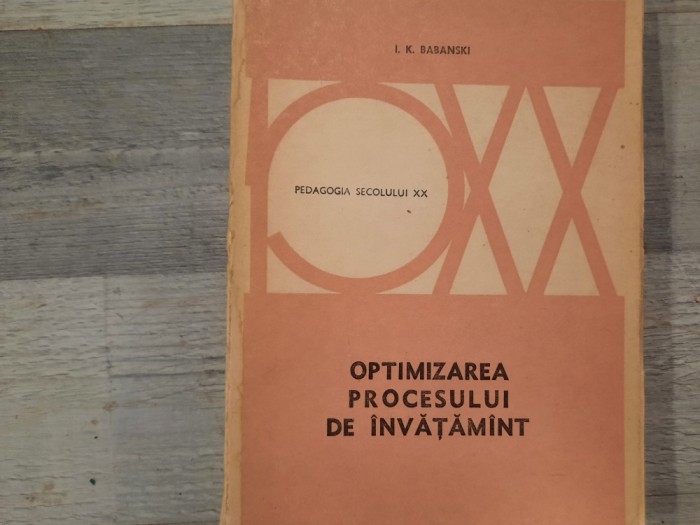 I. K. BABANSKI
PEDAGOGIA SECOLULUI XX
OPTIMIZAREA
PROCESULUI
DE ÎNVĂȚĂMÎNT